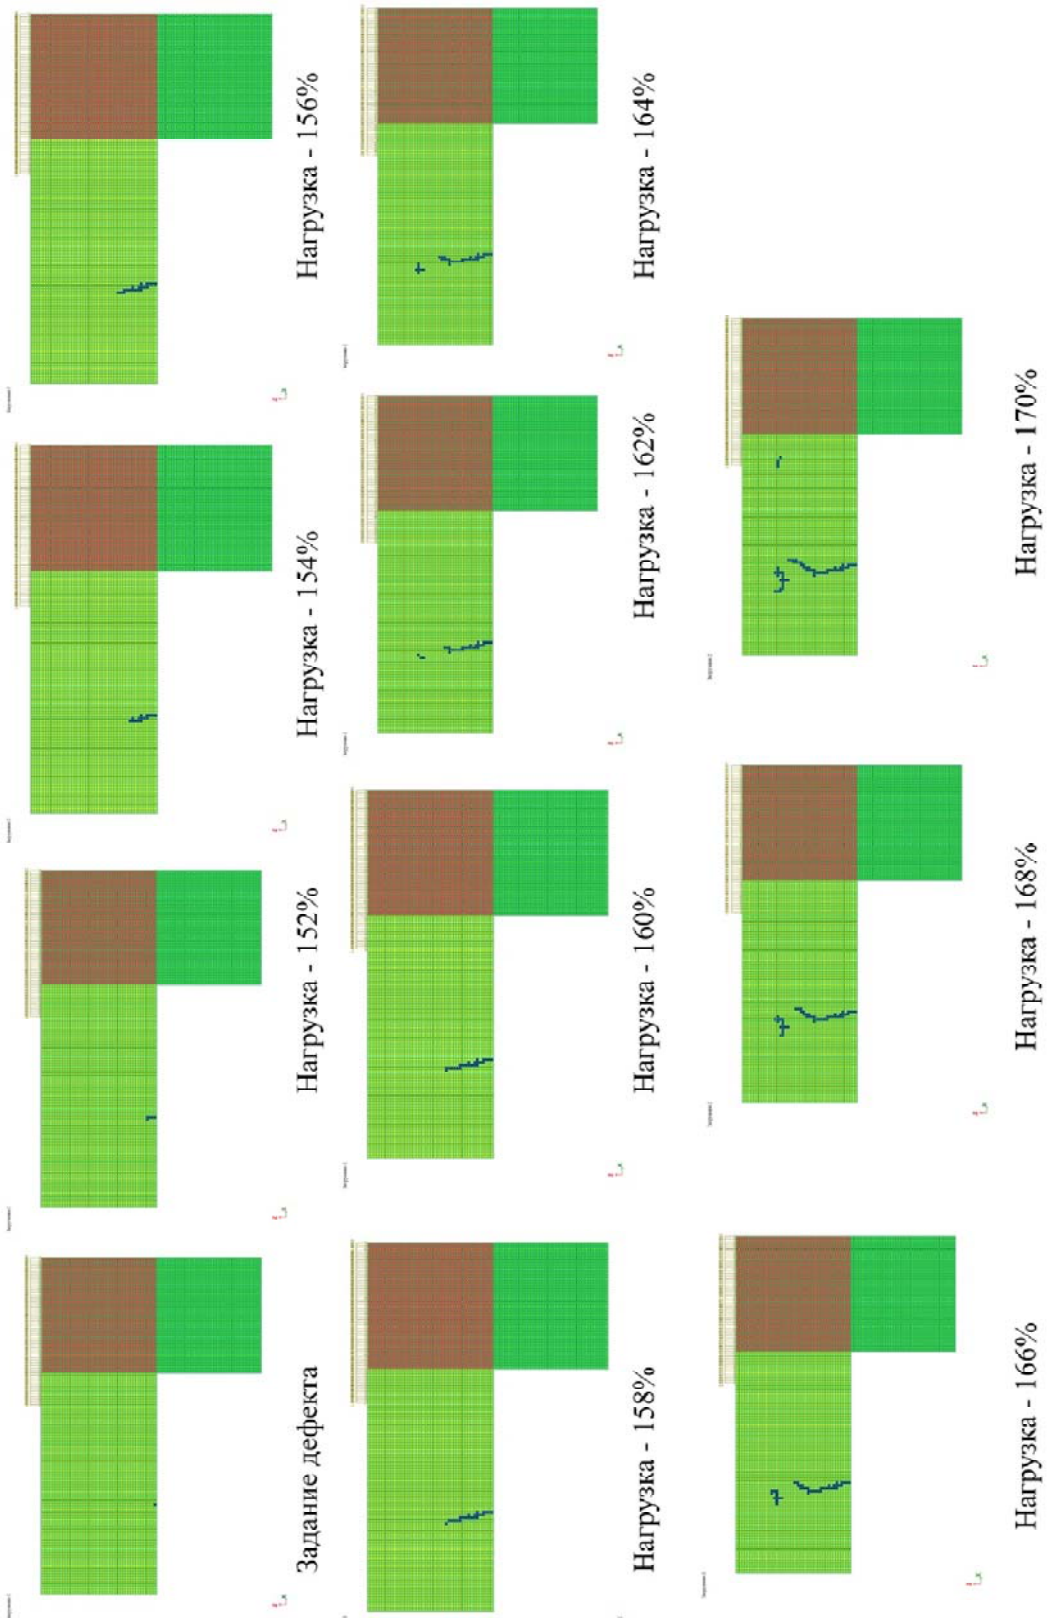 Задание дефекта
Нагрузка - 152%
Нагрузка - 154%
Нагрузка - 156%
Нагрузка - 158%
Нагрузка - 160%
Нагрузка - 162%
Нагрузка - 164%
Нагрузка - 166%
Нагрузка - 168%
Нагрузка - 170%